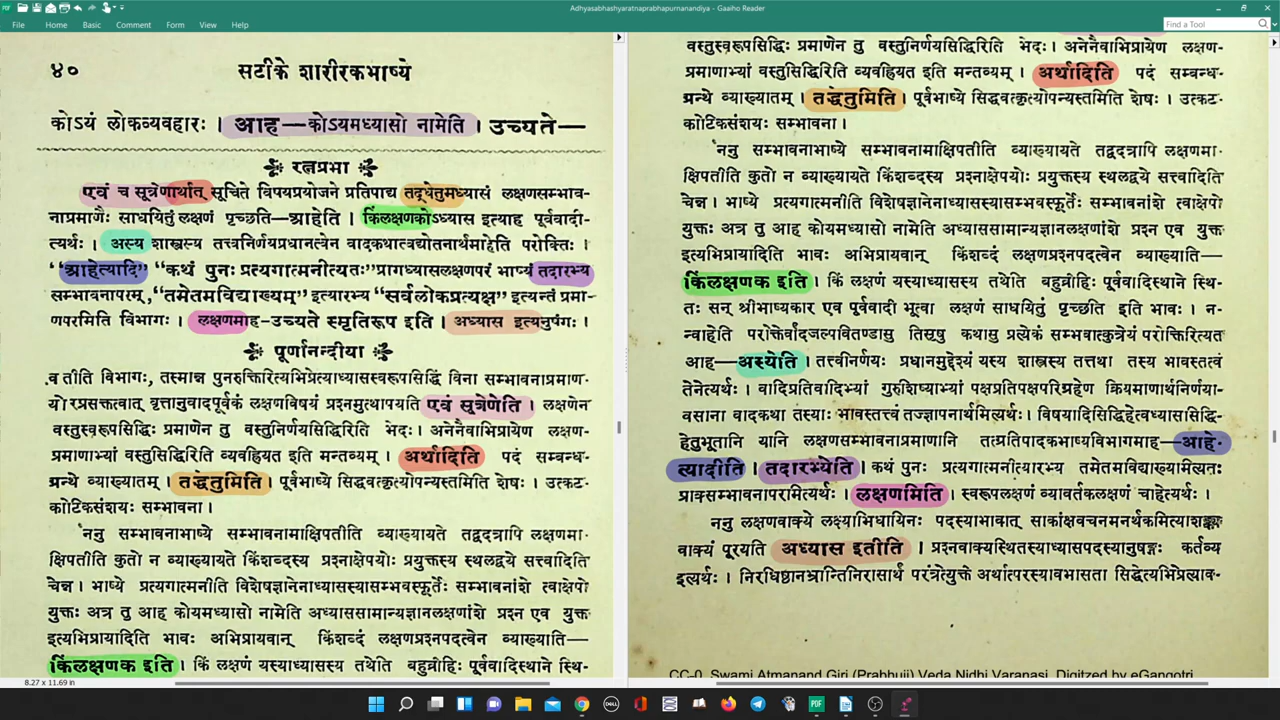 Adhyasabhashyaratnaprabhapurnanandiya - Gaaiho Reader
File Home Basic Comment Form View Help
Find a Tool
४० सटीके शारीरकभाष्ये
कोऽयं लोकव्यवहारः । आह—कोऽयमध्यासो नामेति । उच्यते—
रत्नप्रभा
एवं च सूत्रेणार्थात् सूचिते विषयप्रयोजने प्रतिपाद्य तद्धेतुमध्यासं लक्षणसम्भाव-
नाप्रमाणैः साधयितुं लक्षणं पृच्छति—आहेति । किंलक्षणकोऽध्यास इत्याह पूर्ववादी-
त्यर्थः । अस्य शास्त्रस्य तत्त्वनिर्णयप्रधानत्वेन वादकथात्वद्योतनार्थमाहेति परोक्तिः ।
“आहेत्यादि” “कथं पुनः प्रत्यगात्मनीत्यतः” प्रागध्यासलक्षणपरं भाष्यं तदारभ्य
सम्भावनापरम्, “तमेतमविद्याख्यम्” इत्यारभ्य “सर्वलोकप्रत्यक्ष” इत्यन्तं प्रमा-
णपरमिति विभागः । लक्षणमाह-उच्यते स्मृतिरूप इति । अध्यास इत्यनुषंगः ।
पूर्णानन्दीया
व तीति विभागः, तस्मान्न पुनरुक्तिरित्यभिप्रेत्याध्यासस्वरूपसिद्धिं विना सम्भावनाप्रमाण-
योरप्रसक्तत्वात् वृत्तानुवादपूर्वकं लक्षणविषयं प्रश्नमुत्थापयति एवं सूत्रेणेति । लक्षणेन
वस्तुस्वरूपसिद्धिः प्रमाणेन तु वस्तुनिर्णयसिद्धिरिति भेदः। अनेनैवाभिप्रायेण लक्षण-
प्रमाणाभ्यां वस्तुसिद्धिरिति व्यवह्रियत इति मन्तव्यम् । अर्थादिति पदं सम्बन्ध-
ग्रन्थे व्याख्यातम् । तद्धेतुमिति । पूर्वभाष्ये सिद्धवत्कृत्योपन्यस्तमिति शेषः । उत्कट-
कोटिकसंशयः सम्भावना ।
ननु सम्भावनाभाष्ये सम्भावनामाक्षिपतीति व्याख्यायते तद्वदत्रापि लक्षणमा-
क्षिपतीति कुतो न व्याख्यायते किंशब्दस्य प्रश्नाक्षेपयोः प्रयुक्तस्य स्थलद्वये सत्त्वादिति
चेन्न। भाष्ये प्रत्यगात्मनीति विशेषज्ञानेनाध्यासस्यासम्भवस्फूर्तेः सम्भावनांशे त्वाक्षेपो
युक्तः अत्र तु आह कोयमध्यासो नामेति अध्याससामान्यज्ञानलक्षणांशे प्रश्न एव युक्त
इत्यभिप्रायादिति भावः अभिप्रायवान् किंशब्दं लक्षणप्रश्नपदत्वेन व्याख्याति—
किंलक्षणक इति । किं लक्षणं यस्याध्यासस्य तथेति बहुव्रीहिः पूर्ववादिस्थाने स्थि-
वस्तुस्वरूपसिद्धिः प्रमाणेन तु वस्तुनिर्णयसिद्धिरिति भेदः। अनेनैवाभिप्रायेण लक्षण-
प्रमाणाभ्यां वस्तुसिद्धिरिति व्यवह्रियत इति मन्तव्यम् । अर्थादिति पदं सम्बन्ध-
ग्रन्थे व्याख्यातम् । तद्धेतुमिति । पूर्वभाष्ये सिद्धवत्कृत्योपन्यस्तमिति शेषः । उत्कट-
कोटिकसंशयः सम्भावना ।
ननु सम्भावनाभाष्ये सम्भावनामाक्षिपतीति व्याख्यायते तद्वदत्रापि लक्षणमा-
क्षिपतीति कुतो न व्याख्यायते किंशब्दस्य प्रश्नाक्षेपयोः प्रयुक्तस्य स्थलद्वये सत्त्वादिति
चेन्न। भाष्ये प्रत्यगात्मनीति विशेषज्ञानेनाध्यासस्यासम्भवस्फूर्तेः सम्भावनांशे त्वाक्षेपो
युक्तः अत्र तु आह कोयमध्यासो नामेति अध्याससामान्यज्ञानलक्षणांशे प्रश्न एव युक्त
इत्यभिप्रायादिति भावः अभिप्रायवान् किंशब्दं लक्षणप्रश्नपदत्वेन व्याख्याति—
किंलक्षणक इति । किं लक्षणं यस्याध्यासस्य तथेति बहुव्रीहिः पूर्ववादिस्थाने स्थि-
तः सन् श्रीभाष्यकार एव पूर्ववादी भूत्वा लक्षणं साधयितुं पृच्छति इति भावः । न-
न्वाहेति परोक्तेर्वादजल्पवितण्डासु तिसृषु कथासु प्रत्येकं सम्भवात्कुत्रेयं परोक्तिरित्यत
आह—अस्येति । तत्त्वीनिर्णयः प्रधानमुद्देश्यं यस्य शास्त्रस्य तत्तथा तस्य भावस्तत्वं
तेनेत्यर्थः । वादिप्रतिवादिभ्यां गुरुशिष्याभ्यां पक्षप्रतिपक्षपरिग्रहेण क्रियमाणार्थनिर्णया-
वसाना वादकथा तस्याः भावस्तत्त्वं तज्ज्ञापनार्थमित्यर्थः । विषयादिसिद्धिहेत्वध्याससिद्धि-
हेतुभूतानि यानि लक्षणसम्भावनाप्रमाणानि तत्प्रतिपादकभाष्यविभागमाह—आहे-
त्यादीति । तदारभ्येति । कथं पुनः प्रत्यगात्मनीत्यारभ्य तमेतमविद्याख्यामित्यतः
प्राक्सम्भावनापरामित्यर्थः । लक्षणमिति । स्वरूपलक्षणं व्यावर्तकलक्षणं चाहेत्यर्थः ।
ननु लक्षणवाक्ये लक्ष्याभिधायिनः पदस्याभावात् साकांक्षवचनमनर्थकमित्याशङ्क्य
वाक्यं पूरयति अध्यास इतीति । प्रश्नवाक्यस्थितस्याध्यासपदस्यानुषङ्गः कर्तव्य
इत्यर्थः । निरधिष्ठानभ्रान्तिनिरासार्थ परंत्रेत्युक्ते अर्थात्परस्यावभासता सिद्धेत्यभिप्रेत्याव-
CC-0. Swami Atmanand Giri (Prabhuji) Veda Nidhi Varanasi. Digitzed by eGangotri
8.27 x 11.69 in